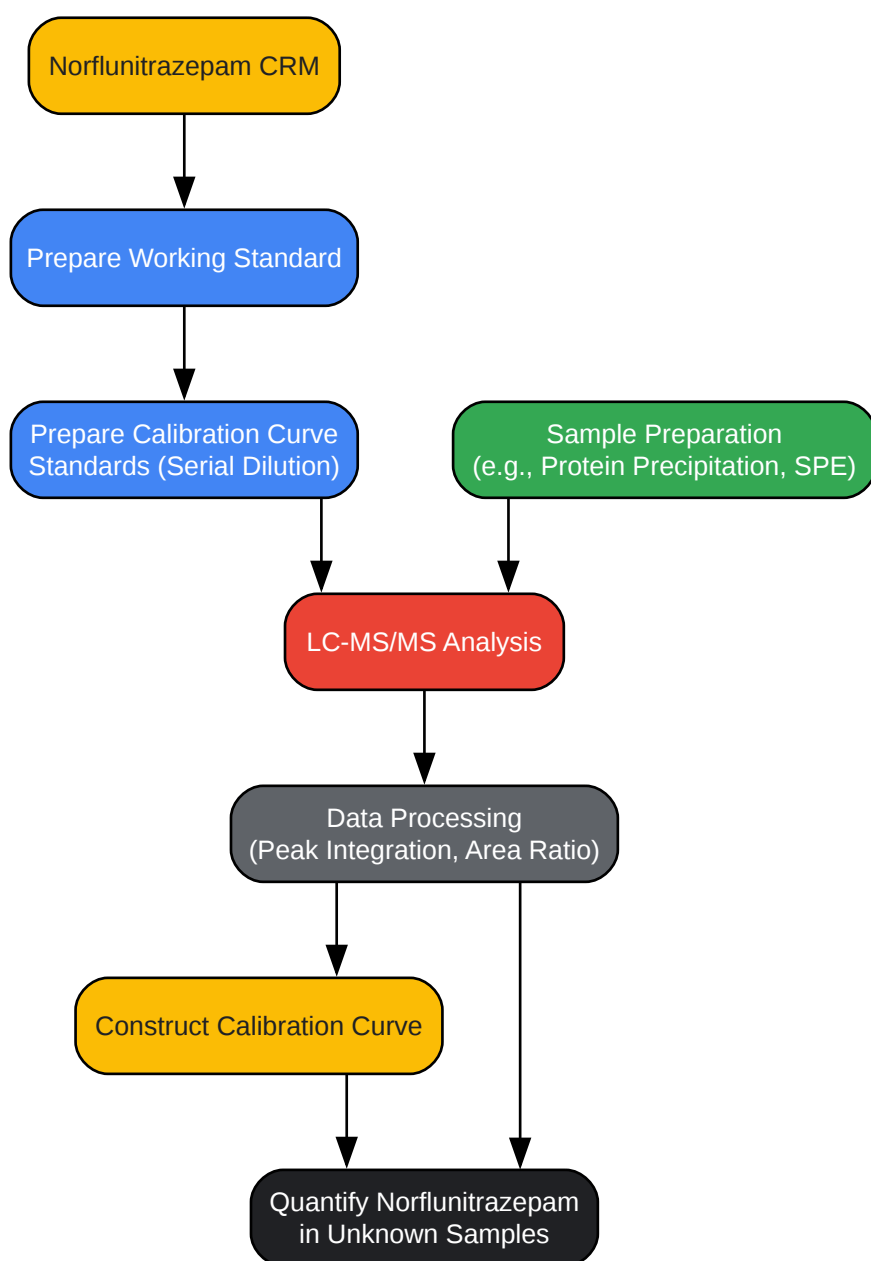 Norflunitrazepam CRM
Prepare Working Standard
Prepare Calibration Curve
Standards (Serial Dilution)
Sample Preparation
(e.g., Protein Precipitation, SPE)
LC-MS/MS Analysis
Data Processing
(Peak Integration, Area Ratio)
Construct Calibration Curve
Quantify Norflunitrazepam
in Unknown Samples